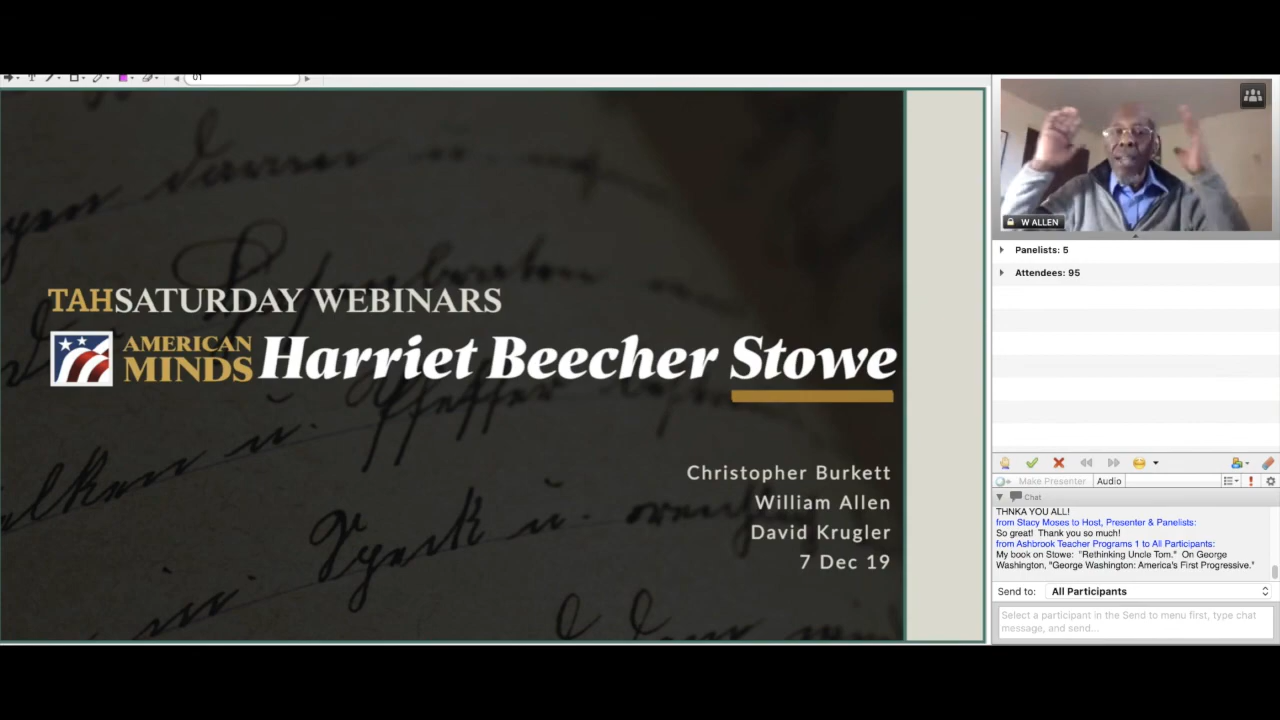 01
TAHSATURDAY WEBINARS
AMERICAN
MINDS
Harriet Beecher Stowe
Christopher Burkett
William Allen
David Krugler
7 Dec 19
W ALLEN
Panelists: 5
Attendees: 95
Make Presenter
Audio
Chat
THNKA YOU ALL!
from Stacy Moses to Host, Presenter & Panelists:
So great! Thank you so much!
from Ashbrook Teacher Programs 1 to All Participants:
My book on Stowe: "Rethinking Uncle Tom." On George
Washington, "George Washington: America's First Progressive."
Send to: All Participants
Select a participant in the Send to menu first, type chat
message, and send...